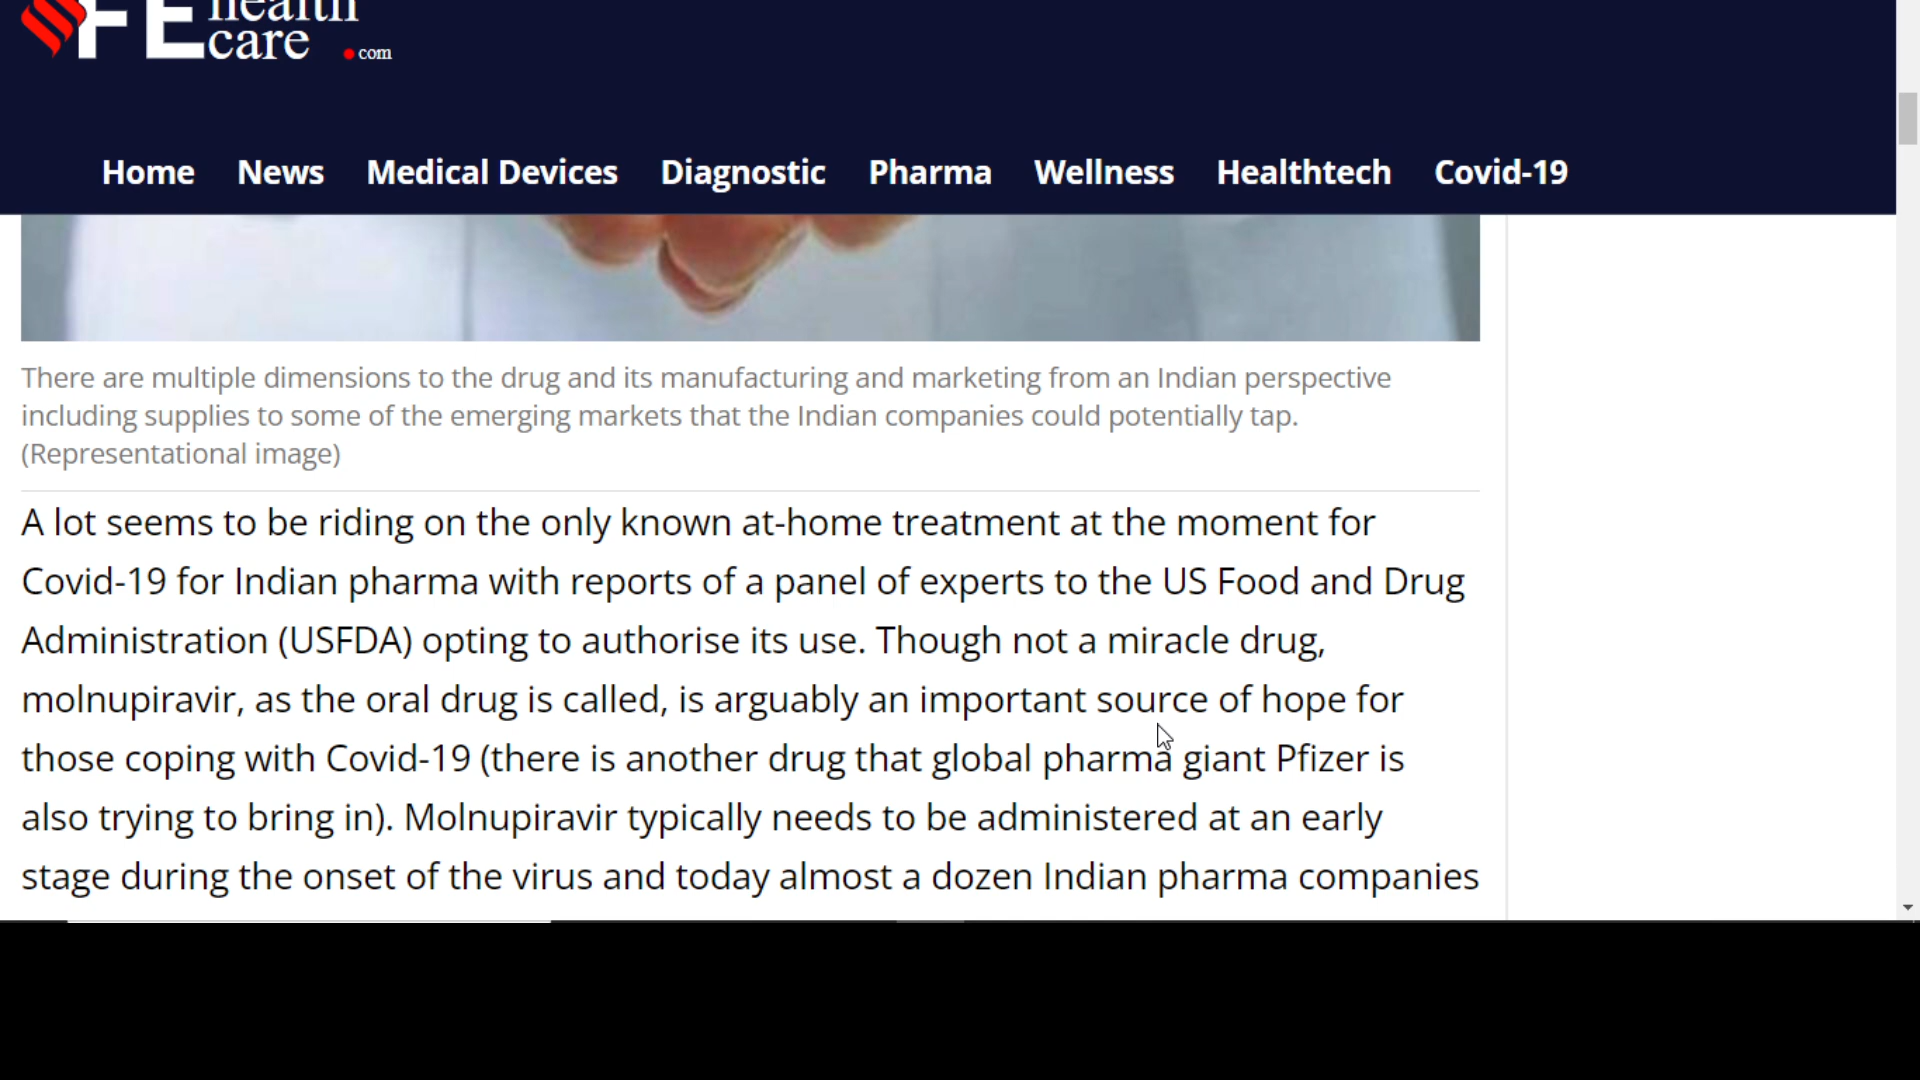 FE health
care .com
Home News Medical Devices Diagnostic Pharma Wellness Healthtech Covid-19
There are multiple dimensions to the drug and its manufacturing and marketing from an Indian perspective
including supplies to some of the emerging markets that the Indian companies could potentially tap.
(Representational image)
A lot seems to be riding on the only known at-home treatment at the moment for
Covid-19 for Indian pharma with reports of a panel of experts to the US Food and Drug
Administration (USFDA) opting to authorise its use. Though not a miracle drug,
molnupiravir, as the oral drug is called, is arguably an important source of hope for
those coping with Covid-19 (there is another drug that global pharma giant Pfizer is
also trying to bring in). Molnupiravir typically needs to be administered at an early
stage during the onset of the virus and today almost a dozen Indian pharma companies